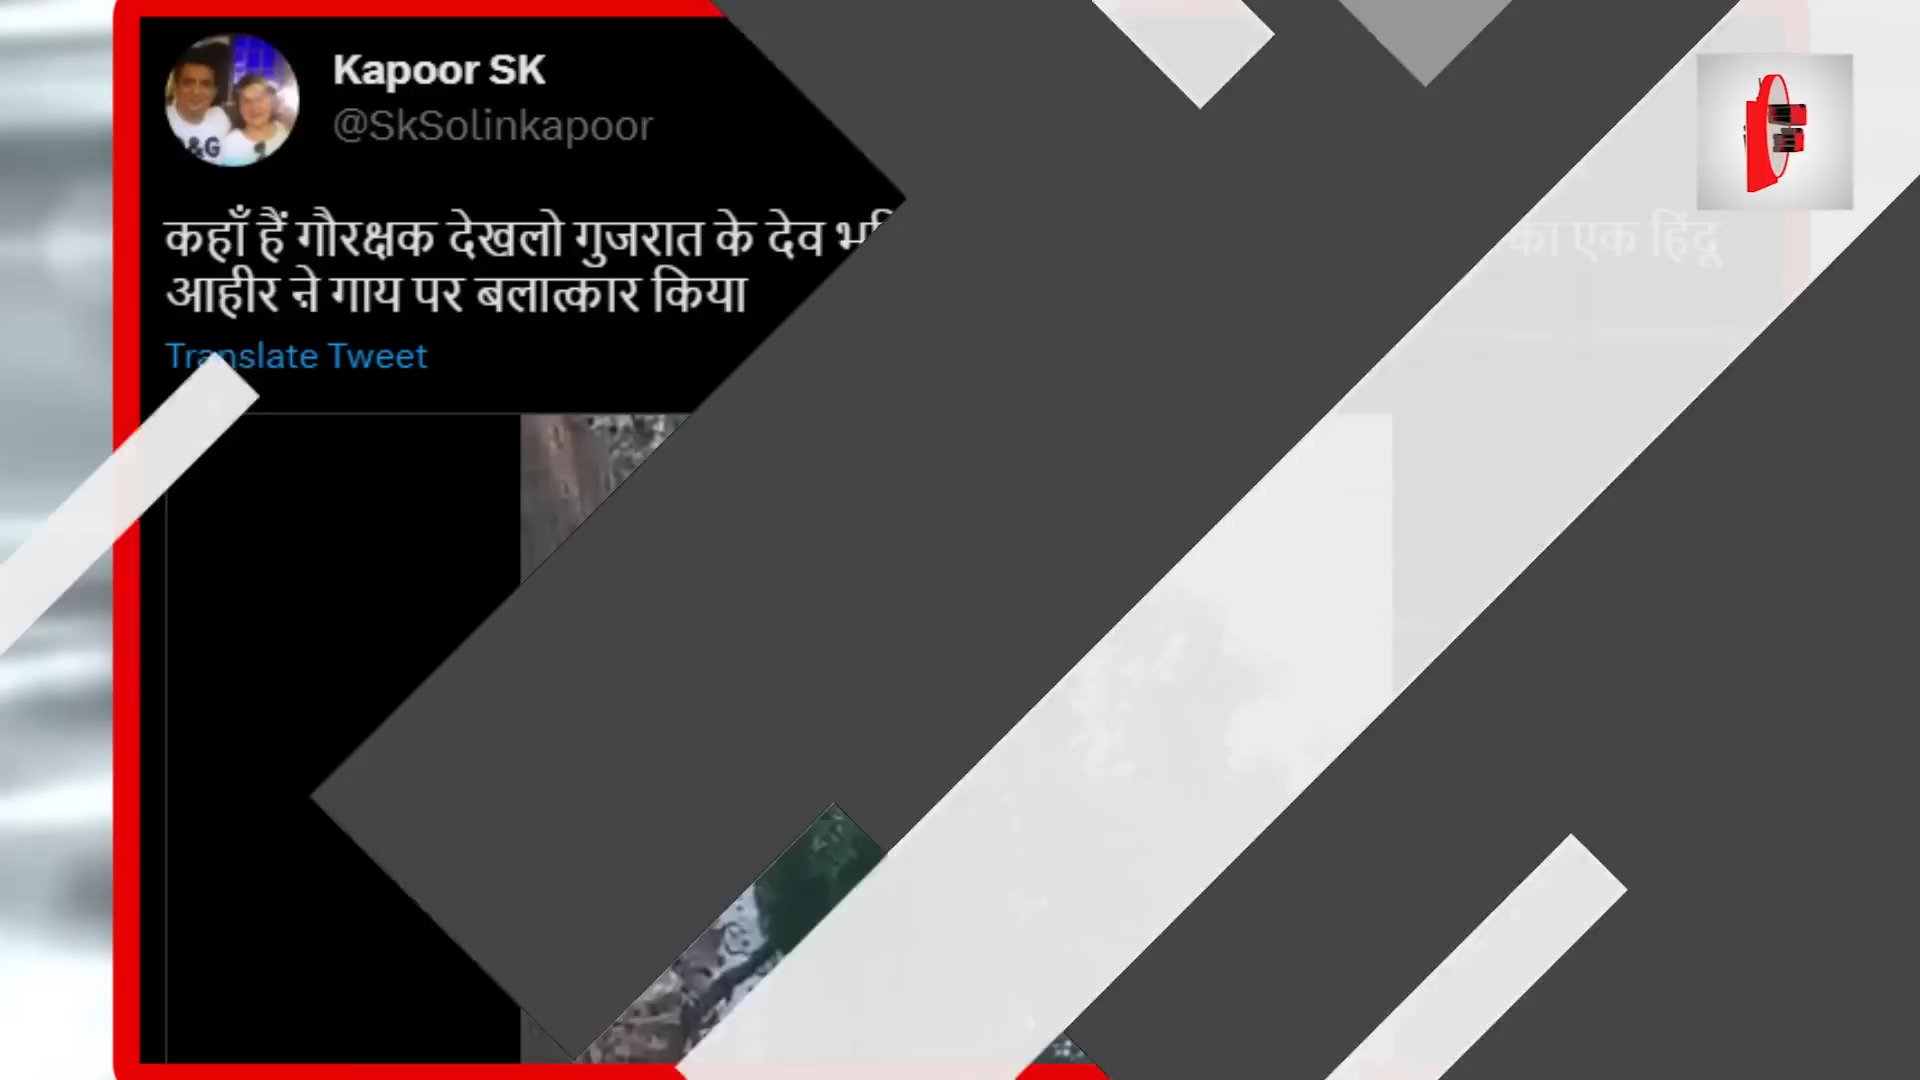 Kapoor SK
@SkSolinkapoor
कहाँ हैं गौरक्षक देखलो गुजरात के देव का एक हिंदू
आहीर ने गाय पर बलात्कार किया
Translate Tweet
&G